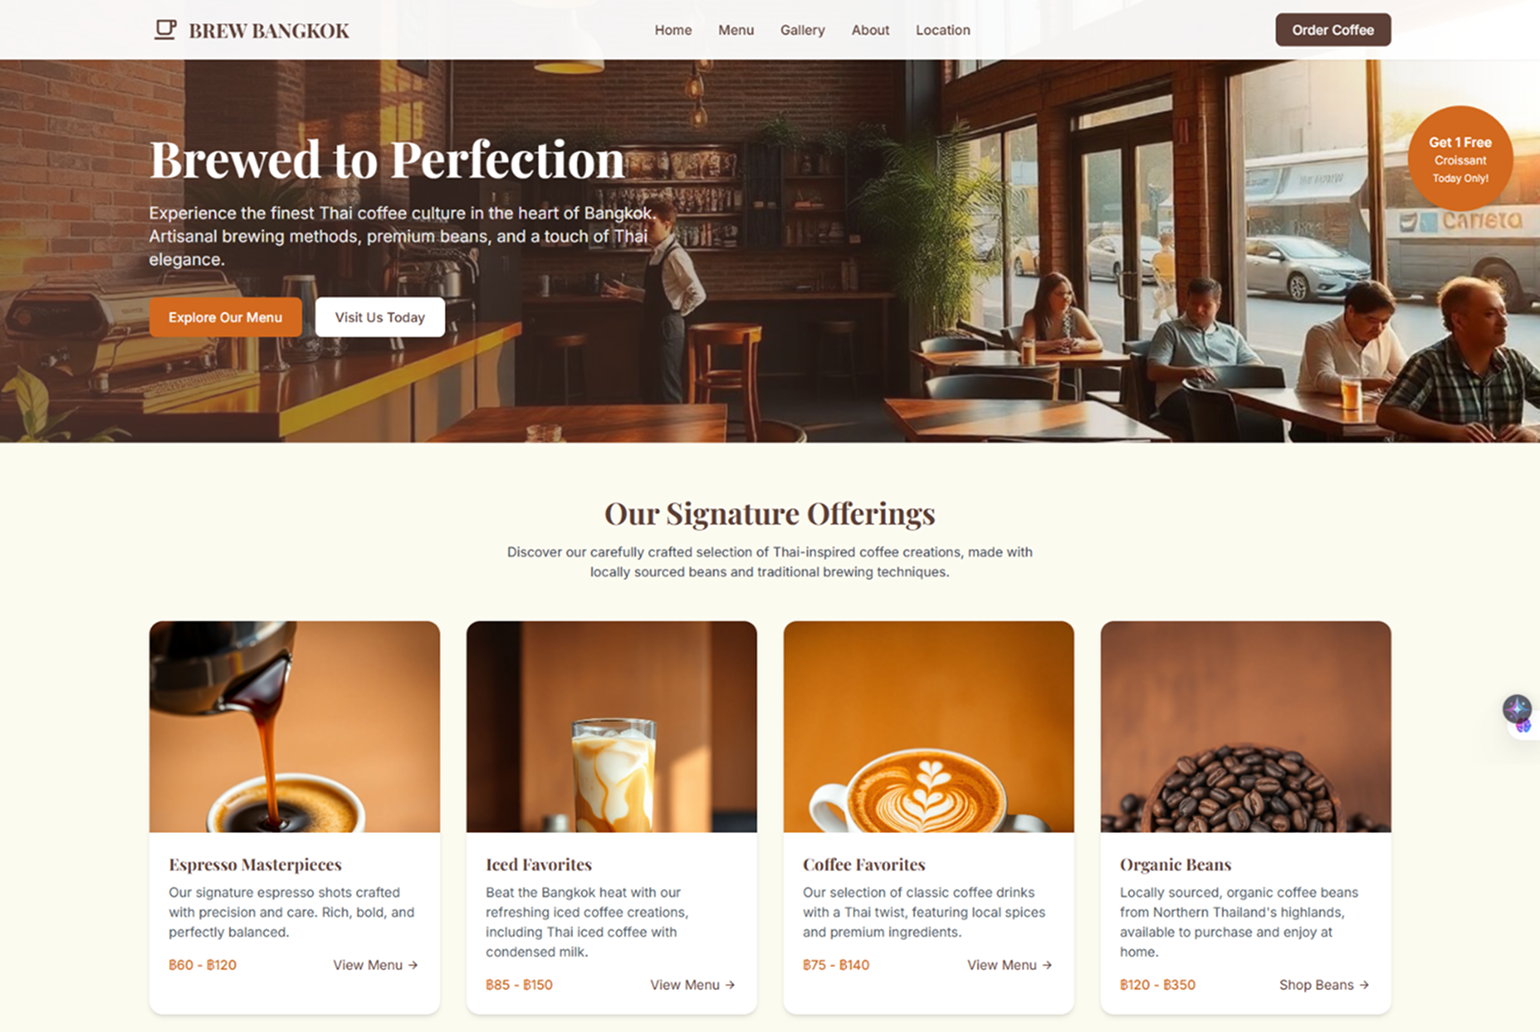 BREW BANGKOK
Home
Menu
Gallery
About
Location
Order Coffee
Brewed to Perfection
Experience the finest Thai coffee culture in the heart of Bangkok.
Artisanal brewing methods, premium beans, and a touch of Thai
elegance.
Explore Our Menu
Visit Us Today
Get 1 Free
Croissant
Today Only!
Our Signature Offerings
Discover our carefully crafted selection of Thai-inspired coffee creations, made with
locally sourced beans and traditional brewing techniques.
Espresso Masterpieces
Our signature espresso shots crafted
with precision and care. Rich, bold, and
perfectly balanced.
฿60 - ฿120
View Menu →
Iced Favorites
Beat the Bangkok heat with our
refreshing iced coffee creations,
including Thai iced coffee with
condensed milk.
฿85 - ฿150
View Menu →
Coffee Favorites
Our selection of classic coffee drinks
with a Thai twist, featuring local spices
and premium ingredients.
฿75 - ฿140
View Menu →
Organic Beans
Locally sourced, organic coffee beans
from Northern Thailand's highlands,
available to purchase and enjoy at
home.
฿120 - ฿350
Shop Beans →